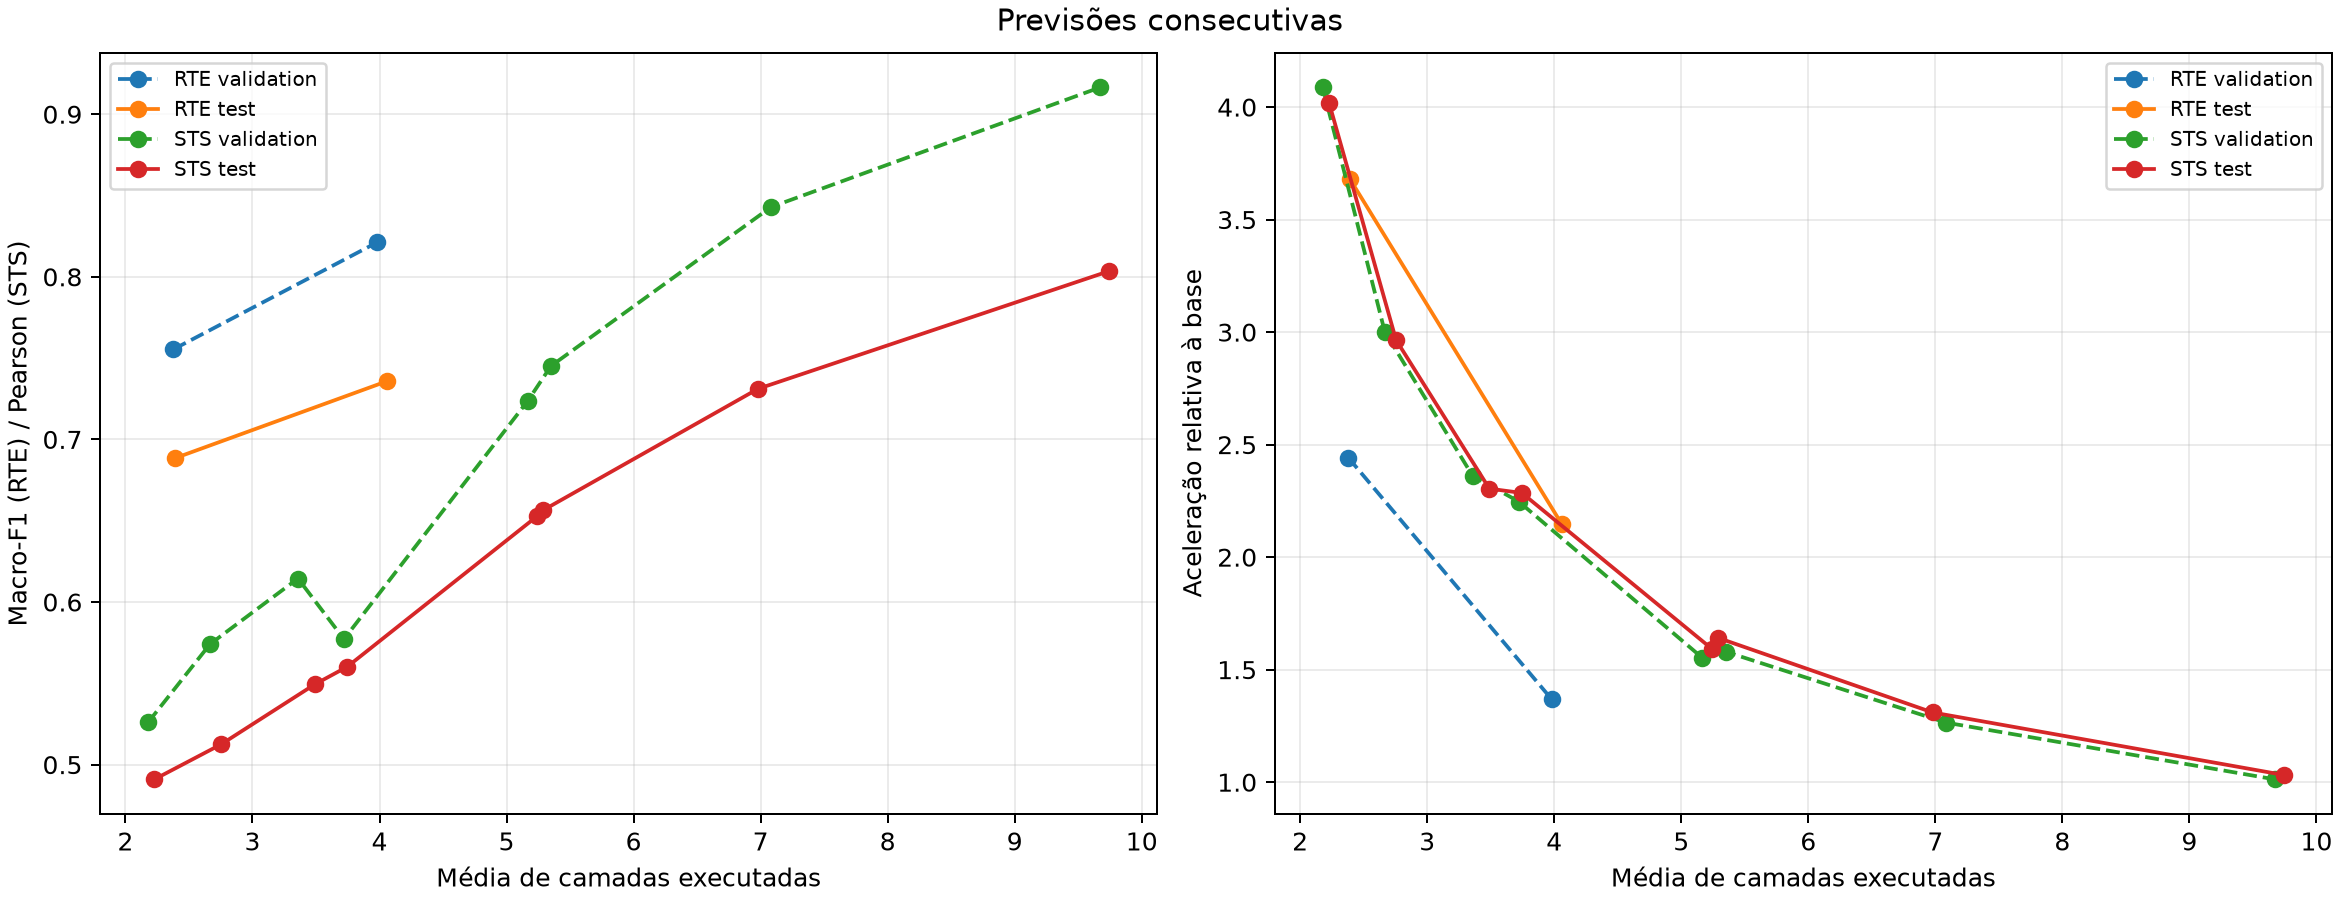 Previsões consecutivas
Macro-F1 (RTE) / Pearson (STS)
0.9
0.8
0.7
0.6
0.5
RTE validation
RTE test
STS validation
STS test
2 3 4 5 6 7 8 9 10
Média de camadas executadas
Aceleração relativa à base
4.0
3.5
3.0
2.5
2.0
1.5
1.0
RTE validation
RTE test
STS validation
STS test
2 3 4 5 6 7 8 9 10
Média de camadas executadas